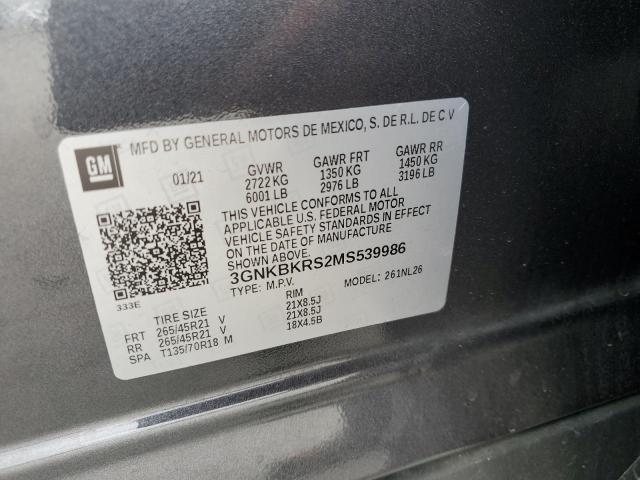 GM
MFD BY GENERAL MOTORS DE MEXICO, S. DE R.L. DE C V
01/21 GVWR GAWR FRT GAWR RR
2722 KG 1350 KG 1450 KG
6001 LB 2976 LB 3196 LB
THIS VEHICLE CONFORMS TO ALL
APPLICABLE U.S. FEDERAL MOTOR
VEHICLE SAFETY STANDARDS IN EFFECT
ON THE DATE OF MANUFACTURE
SHOWN ABOVE.
3GNKBKRS2MS539986
TYPE: M.P.V. MODEL: 261NL26
333E
TIRE SIZE RIM
FRT 265/45R21 V 21X8.5J
RR 265/45R21 V 21X8.5J
SPA T135/70R18 M 18X4.5B